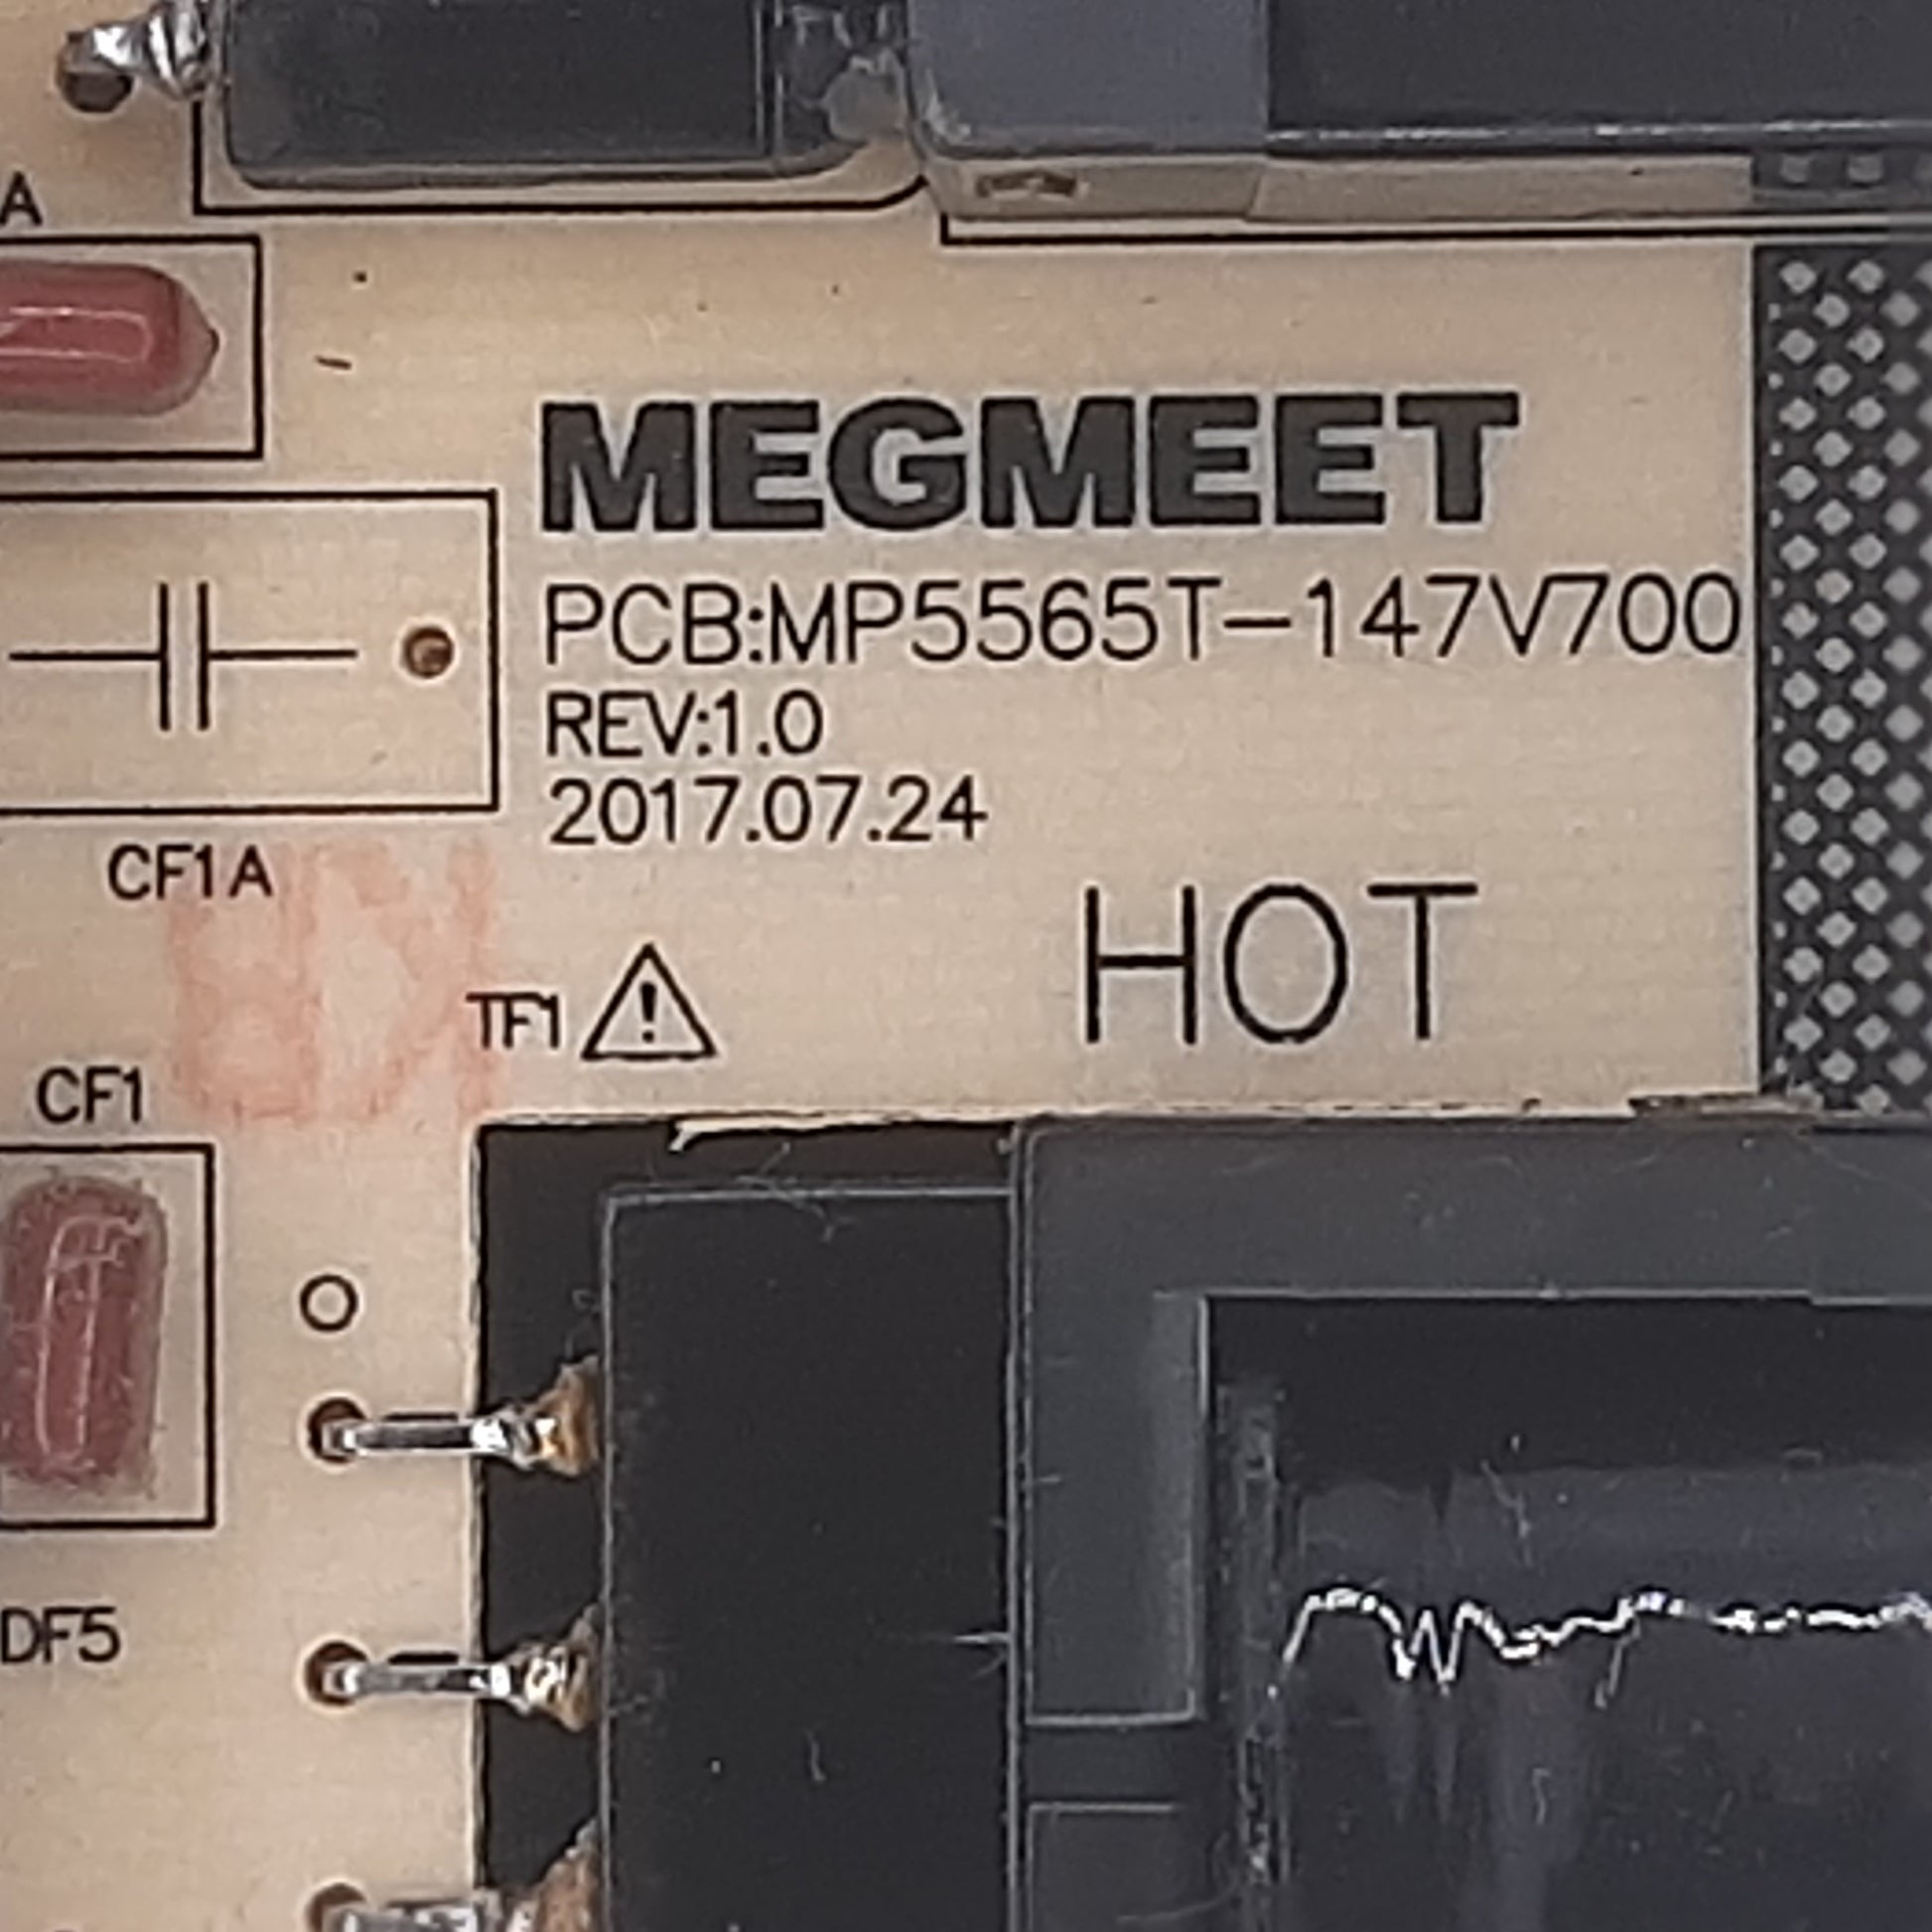 A
MEGMEET
PCB:MP5565T-147V700
REV:1.0
2017.07.24
CF1A
HOT
TF1
CF1
DF5